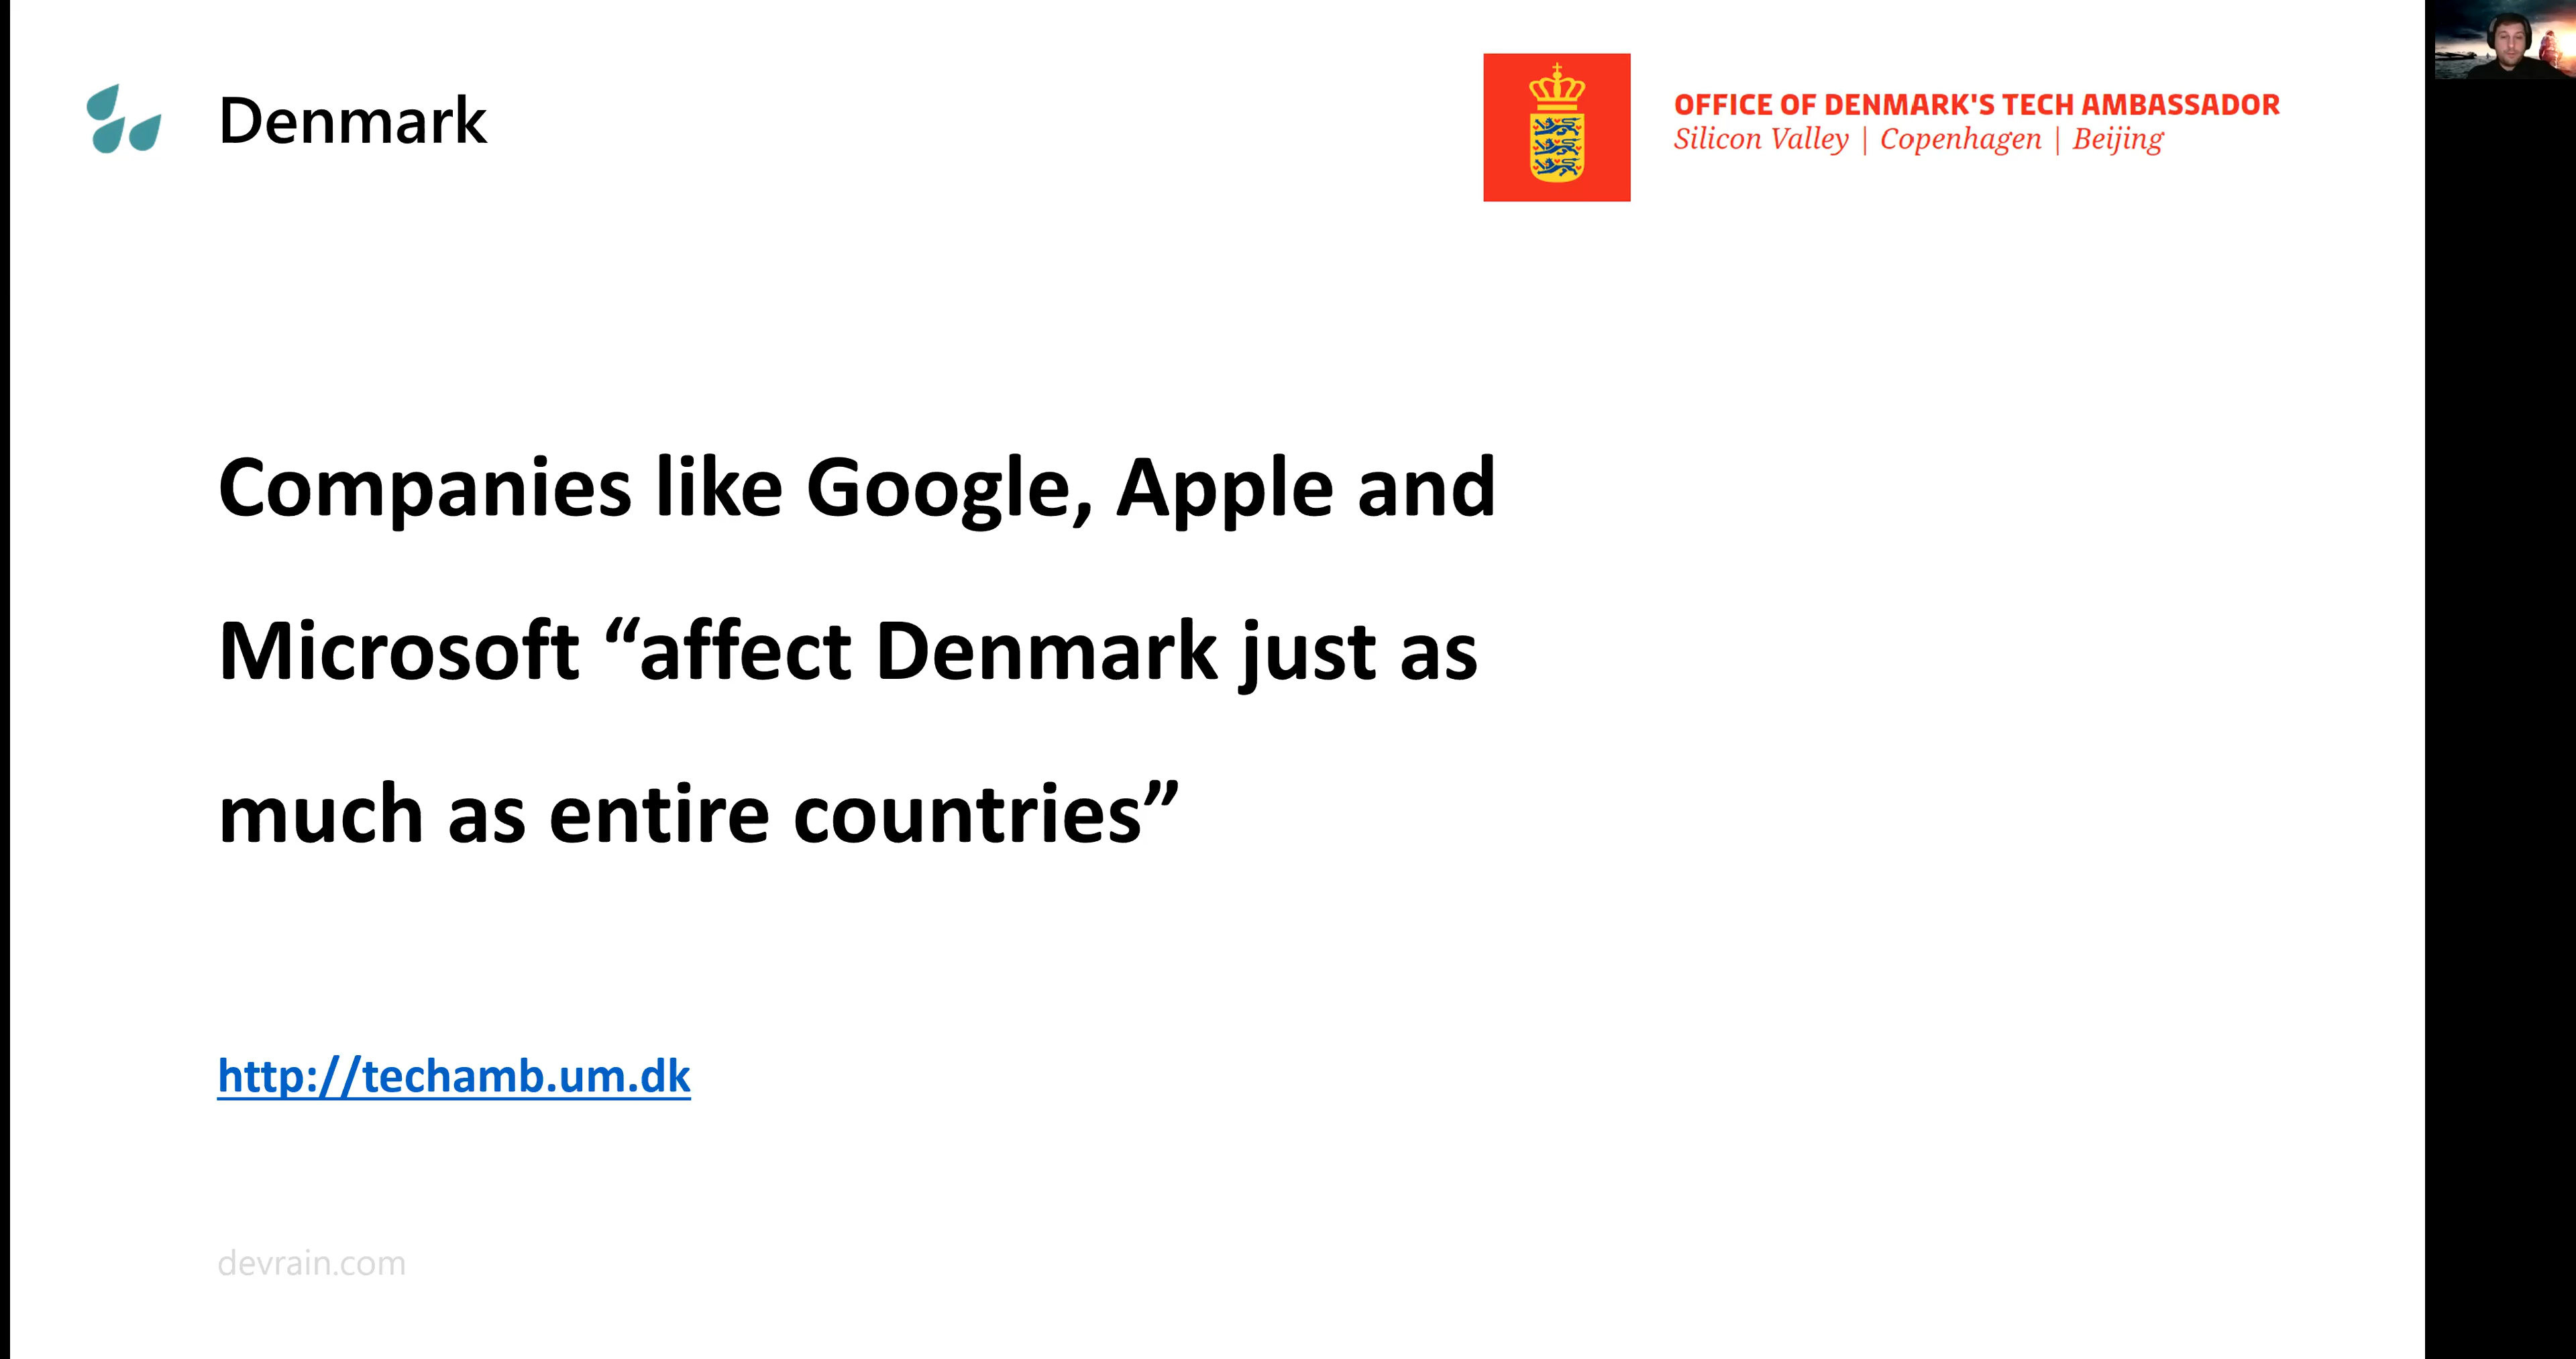 Denmark
OFFICE OF DENMARK'S TECH AMBASSADOR
Silicon Valley | Copenhagen | Beijing
Companies like Google, Apple and
Microsoft “affect Denmark just as
much as entire countries”
http://techamb.um.dk
devrain.com